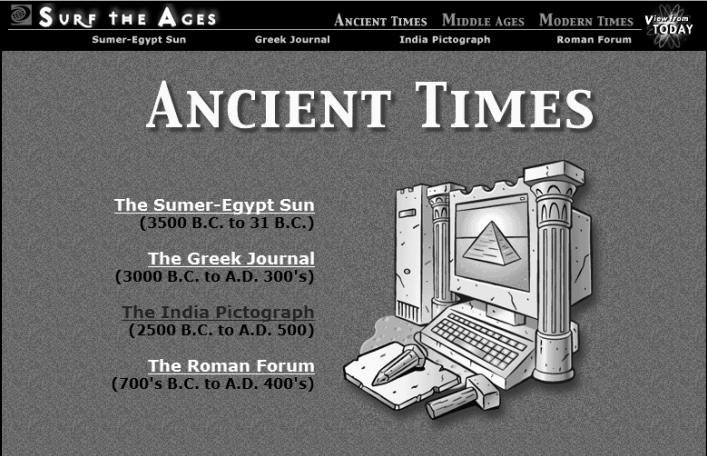 SURF THE AGES
ANCIENT TIMES MIDDLE AGES MODERN TIMES
View from TODAY
Sumer-Egypt Sun Greek Journal India Pictograph Roman Forum
ANCIENT TIMES
The Sumer-Egypt Sun
(3500 B.C. to 31 B.C.)
The Greek Journal
(3000 B.C. to A.D. 300's)
The India Pictograph
(2500 B.C. to A.D. 500)
The Roman Forum
(700's B.C. to A.D. 400's)